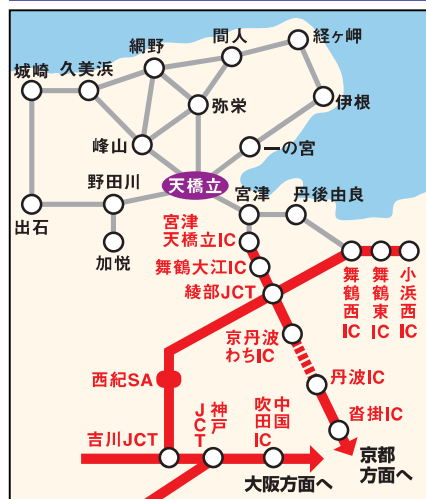 経ヶ岬
間人
網野
城崎
久美浜
弥栄
伊根
峰山
一の宮
天橋立
野田川
宮津
丹後由良
出石
加悦
宮津
天橋立IC
舞鶴大江IC
綾部JCT
舞鶴西IC
舞鶴東IC
小浜西IC
京丹波
わちIC
西紀SA
丹波IC
神戸JCT
中国吹田IC
沓掛IC
吉川JCT
京都
方面へ
大阪方面へ